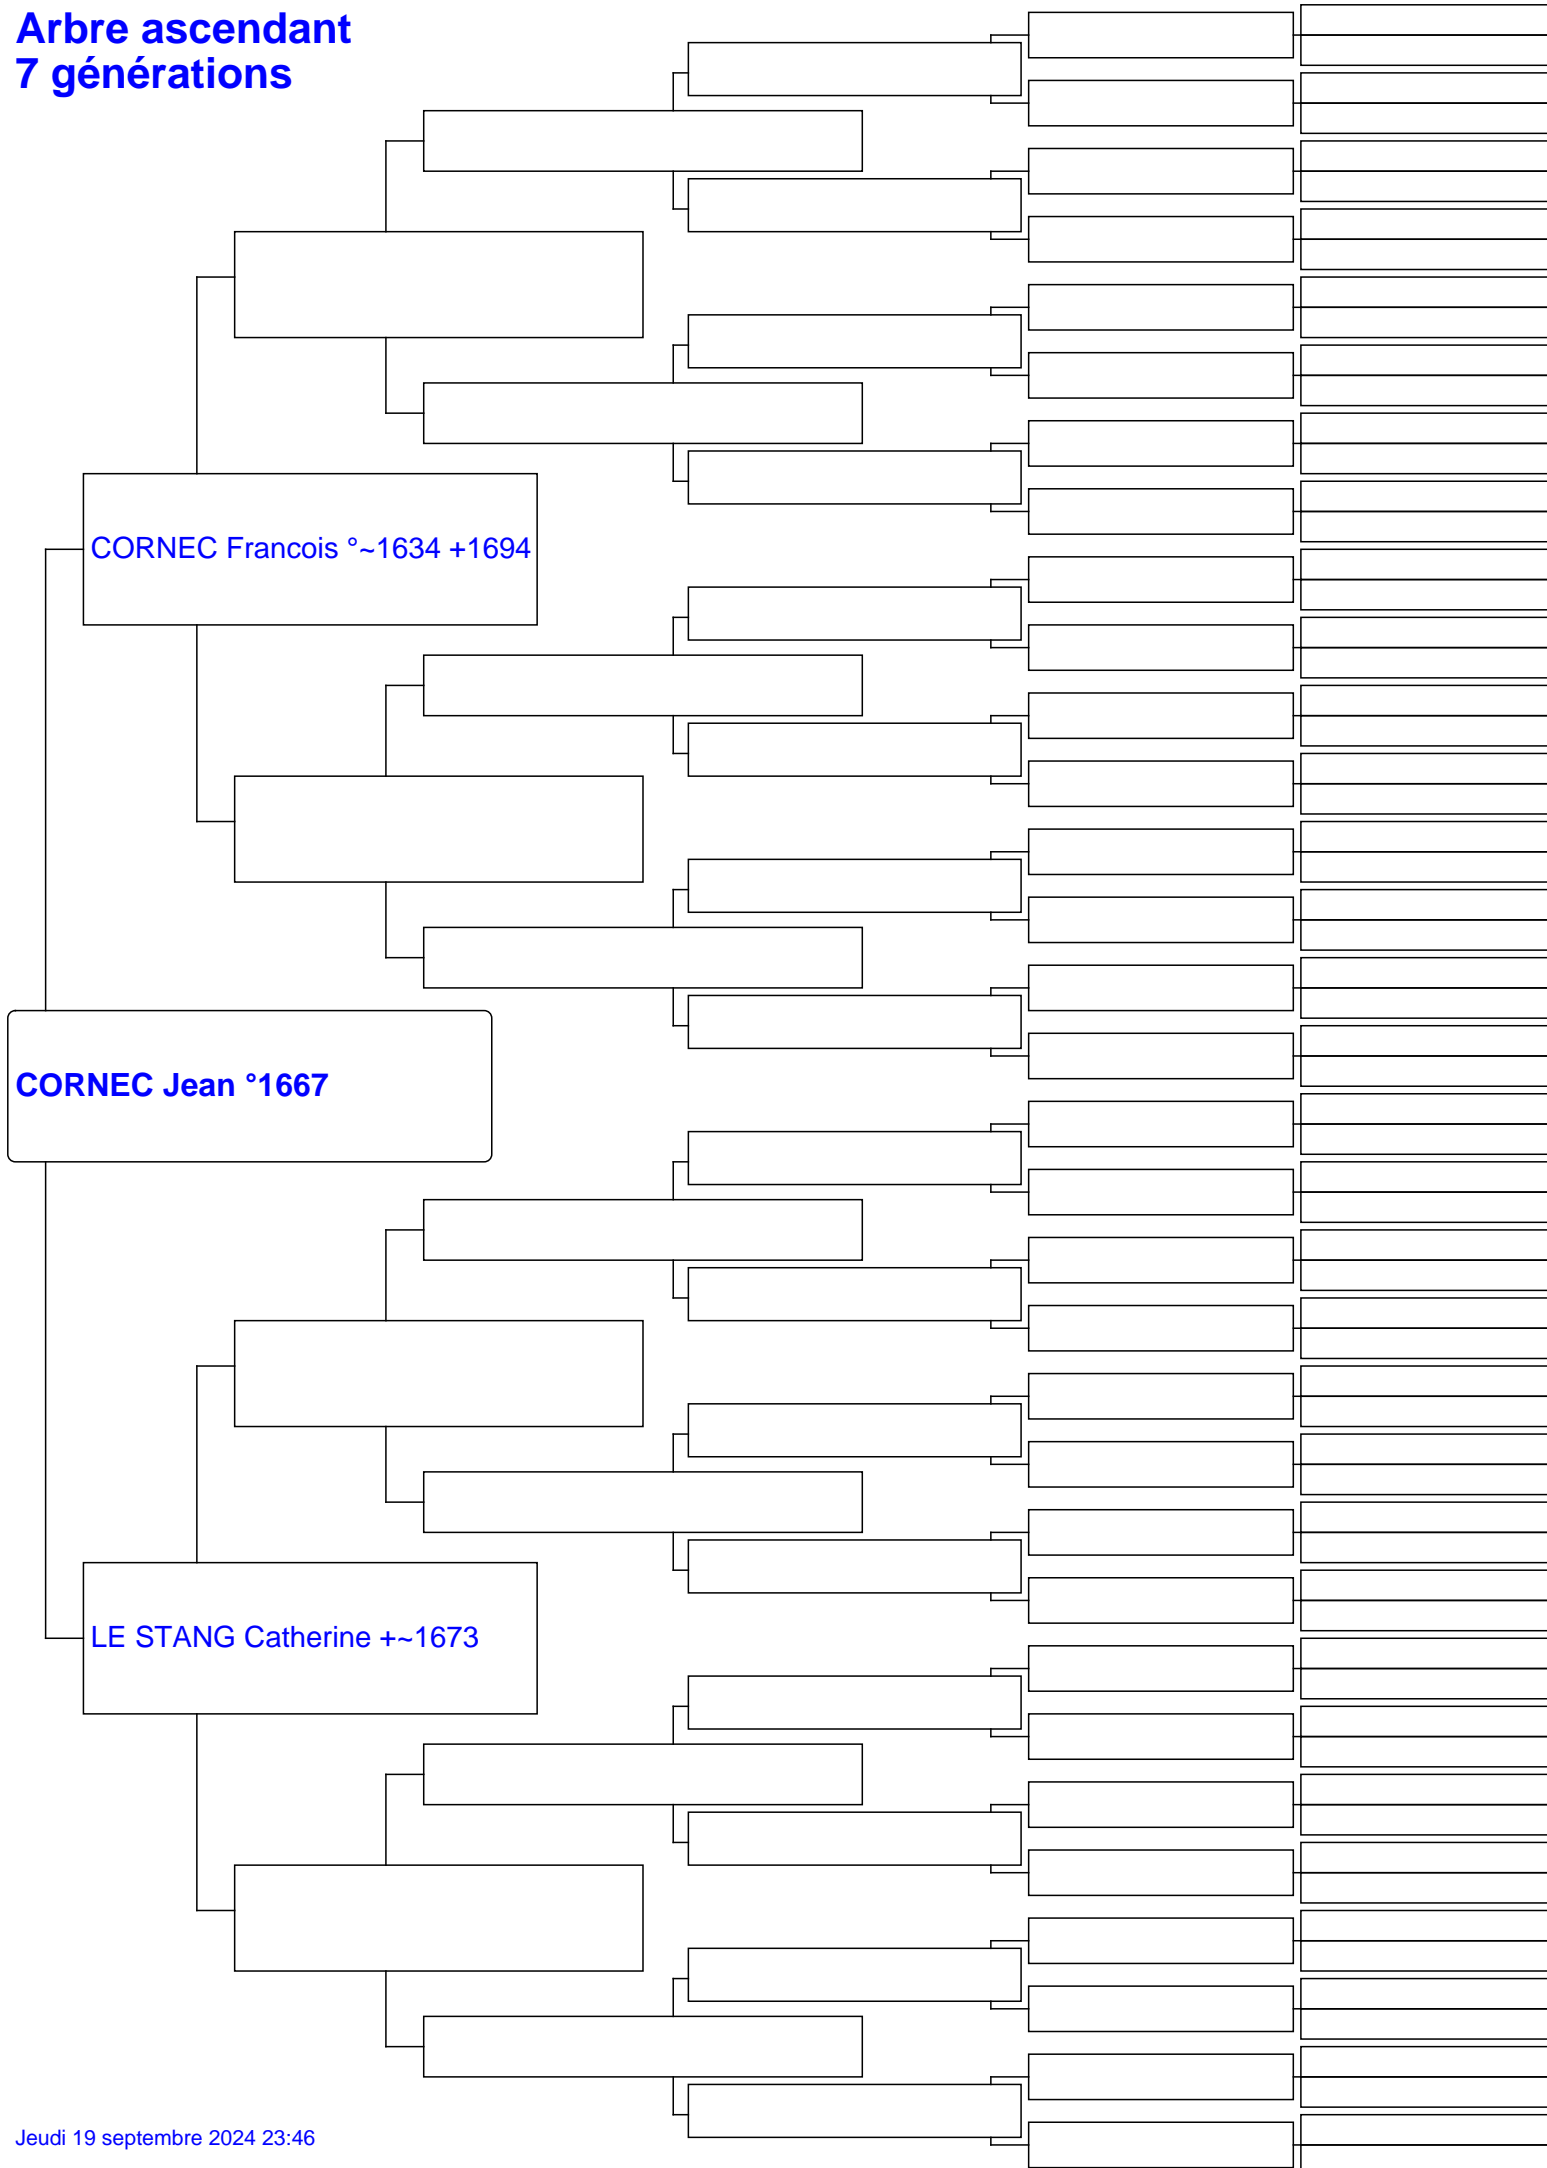 Arbre ascendant
7 générations
CORNEC Francois °~1634 +1694
CORNEC Jean °1667
LE STANG Catherine +~1673
Jeudi 19 septembre 2024 23:46